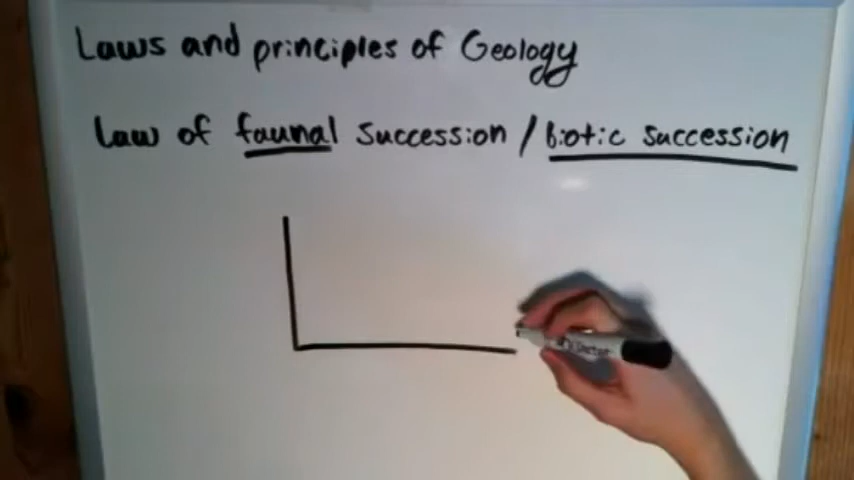 Laws and principles of Geology
Law of faunal succession / biotic succession